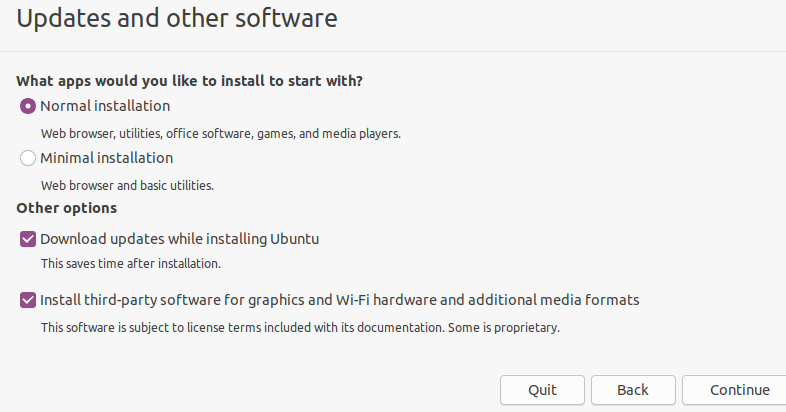 Updates and other software
What apps would you like to install to start with?
Normal installation
Web browser, utilities, office software, games, and media players.
Minimal installation
Web browser and basic utilities.
Other options
Download updates while installing Ubuntu
This saves time after installation.
Install third-party software for graphics and Wi-Fi hardware and additional media formats
This software is subject to license terms included with its documentation. Some is proprietary.
Quit Back Continue